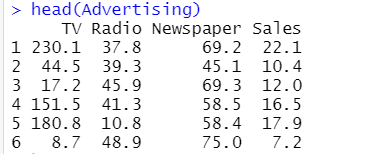 > head(Advertising)
TV Radio Newspaper Sales
1 230.1 37.8 69.2 22.1
2 44.5 39.3 45.1 10.4
3 17.2 45.9 69.3 12.0
4 151.5 41.3 58.5 16.5
5 180.8 10.8 58.4 17.9
6 8.7 48.9 75.0 7.2